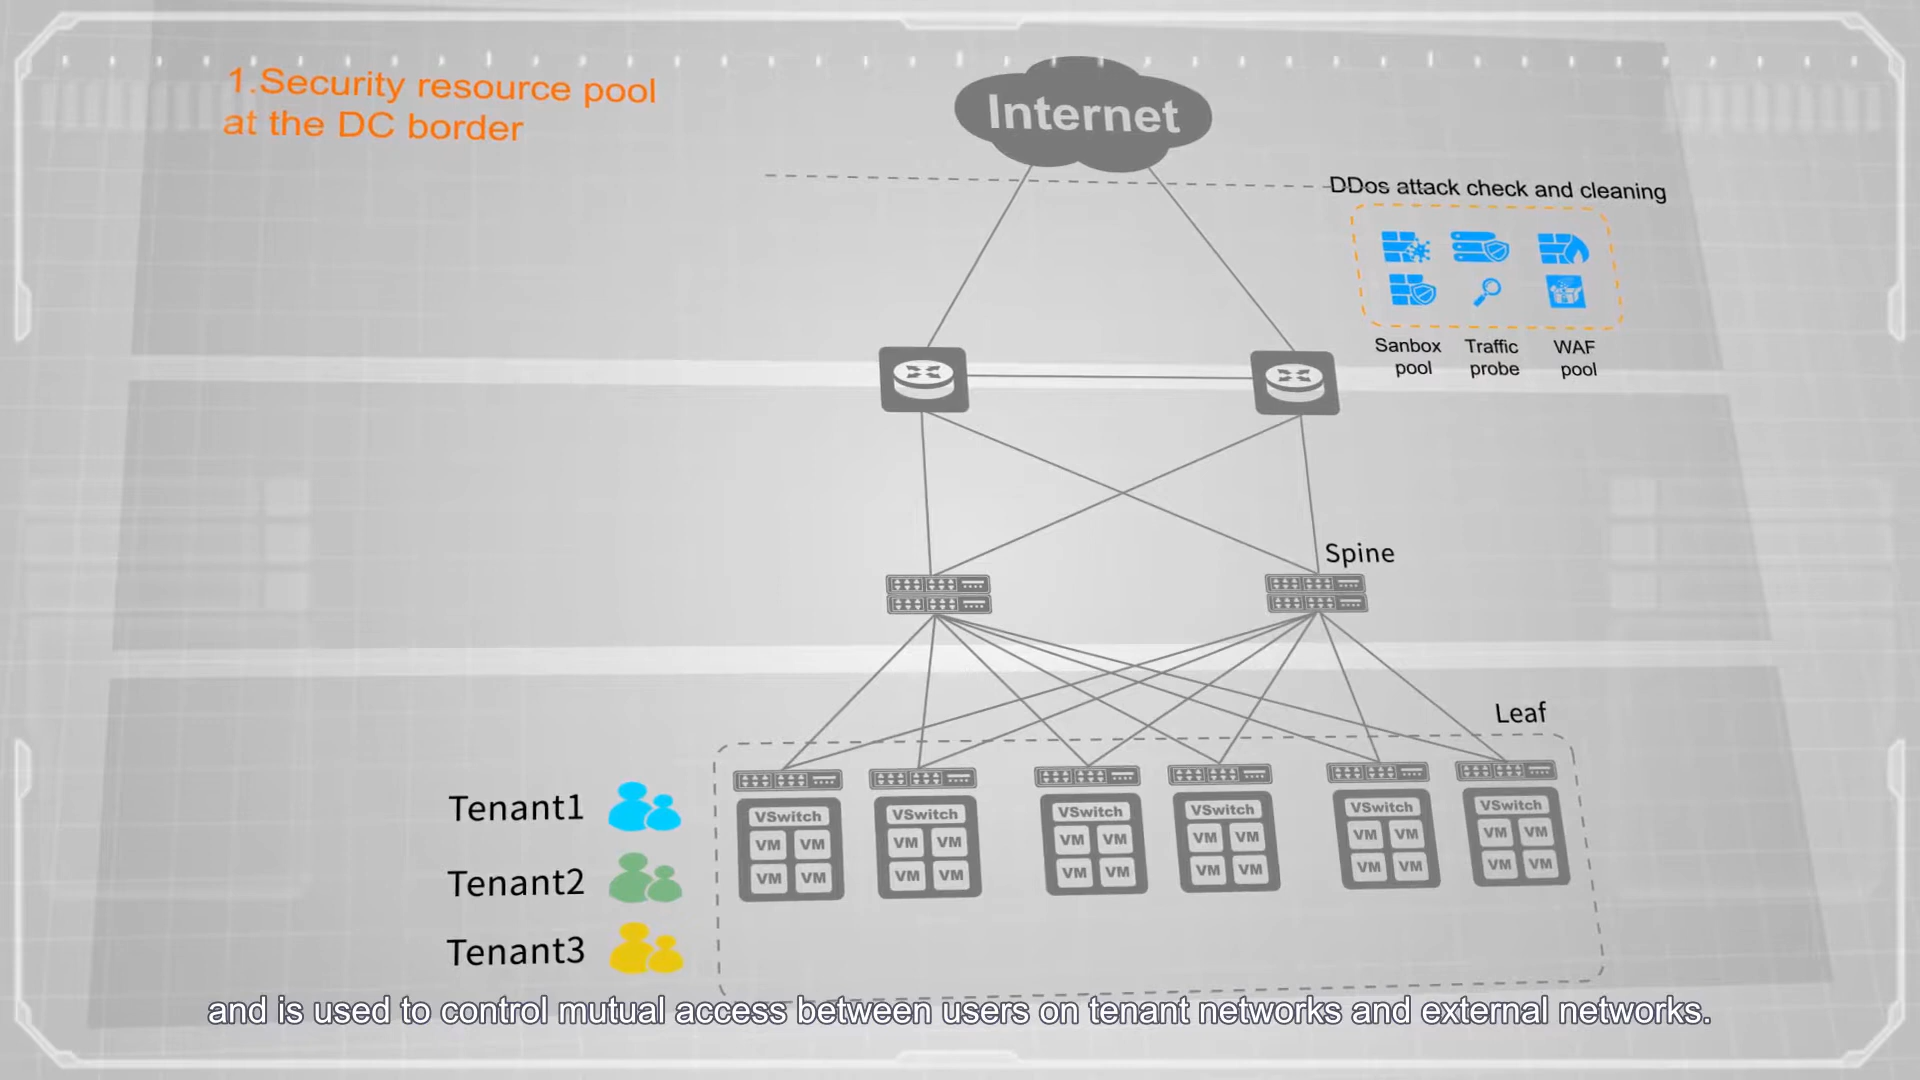 1.Security resource pool
at the DC border
Internet
DDos attack check and cleaning
Sanbox
pool
Traffic
probe
WAF
pool
Spine
Leaf
Tenant1
Tenant2
Tenant3
VSwitch
VM VM
VM VM
VSwitch
VM VM
VM VM
VSwitch
VM VM
VM VM
VSwitch
VM VM
VM VM
VSwitch
VM VM
VM VM
VSwitch
VM VM
VM VM
and is used to control mutual access between users on tenant networks and external networks.